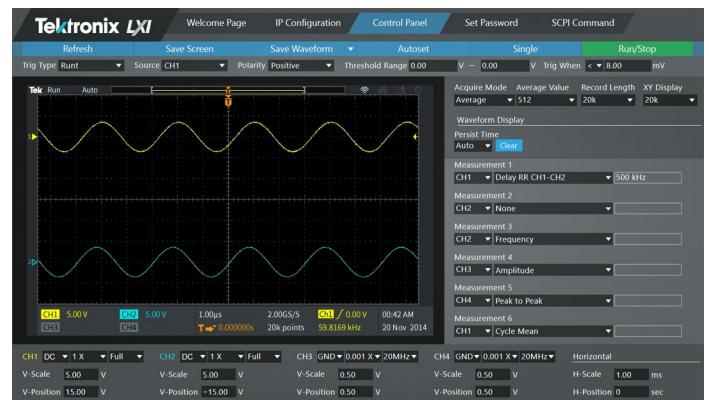 Tektronix LXI Welcome Page IP Configuration Control Panel Set Password SCPI Command
Refresh Save Screen Save Waveform Autoset Single Run/Stop
Trig Type Runt Source CH1 Polarity Positive Threshold Range 0.00 V - 0.00 V Trig When < 8.00 mV
Tek Run Auto
T
1
2
CH1 5.00 V CH2 5.00 V 1.00µs 2.00GS/S Ch1 / 0.00 V 00:42 AM
CH3 CH4 T 0.000000s 20k points 59.8169 kHz 20 Nov 2014
Acquire Mode Average Value Record Length XY Display
Average 512 20k 20k
Waveform Display
Persist Time
Auto Clear
Measurement 1
CH1 Delay RR CH1-CH2 500 kHz
Measurement 2
CH2 None
Measurement 3
CH2 Frequency
Measurement 4
CH3 Amplitude
Measurement 5
CH4 Peak to Peak
Measurement 6
CH1 Cycle Mean
CH1 DC 1 X Full CH2 DC 1 X Full CH3 GND 0.001 X 20MHz CH4 GND 0.001 X 20MHz Horizontal
V-Scale 5.00 V V-Scale 5.00 V V-Scale 0.50 V V-Scale 0.50 V H-Scale 1.00 ms
V-Position 15.00 V V-Position -15.00 V V-Position 0.50 V V-Position 0.50 V H-Position 0 sec